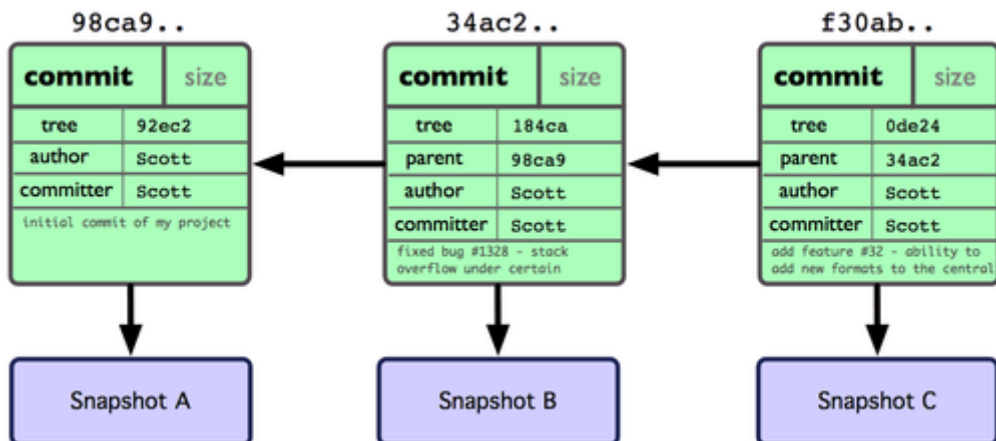 98ca9..
commit size
tree 92ec2
author Scott
committer Scott
initial commit of my project
Snapshot A
34ac2..
commit size
tree 184ca
parent 98ca9
author Scott
committer Scott
fixed bug #1328 - stack
overflow under certain
Snapshot B
f30ab..
commit size
tree 0de24
parent 34ac2
author Scott
committer Scott
add feature #32 - ability to
add new formats to the central
Snapshot C